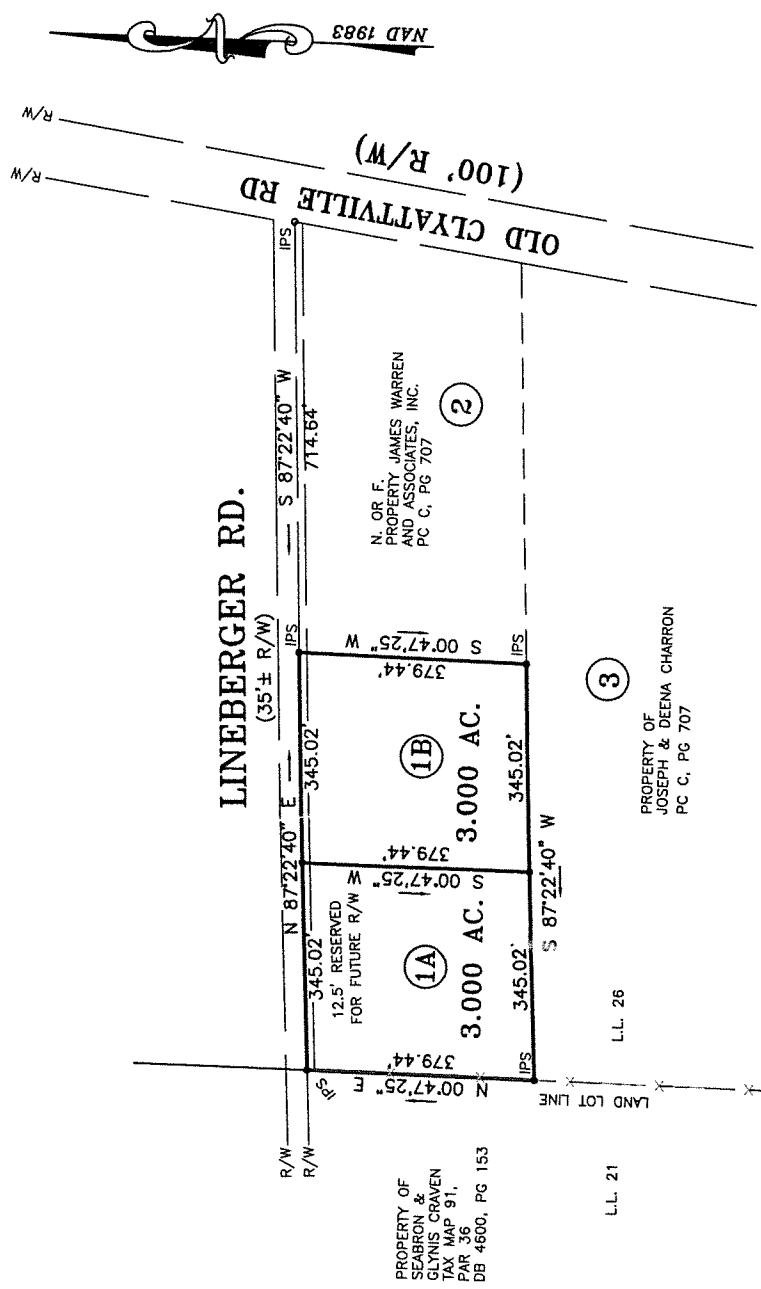 NAD 1983
R/W
R/W
OLD CLYATTVILLE RD
(100' R/W)
LINEBERGER RD.
(35'± R/W)
IPS
S 87°22'40" W
714.64'
N. OR F.
PROPERTY JAMES WARREN
AND ASSOCIATES, INC.
PC C, PG 707
2
IPS
N 87°22'40" E
345.02'
S 00°47'25" W
379.44'
IPS
1B
3.000 AC.
345.02'
379.44'
S 00°47'25" W
345.02'
12.5' RESERVED
FOR FUTURE R/W
1A
3.000 AC.
345.02'
S 87°22'40" W
379.44'
N 00°47'25" E
IPS
IPS
R/W
R/W
LAND LOT LINE
L.L. 26
L.L. 21
3
PROPERTY OF
JOSEPH & DEENA CHARRON
PC C, PG 707
PROPERTY OF
SEABRON &
GLYNIS CRAVEN
TAX MAP 91,
PAR 36
DB 4600, PG 153